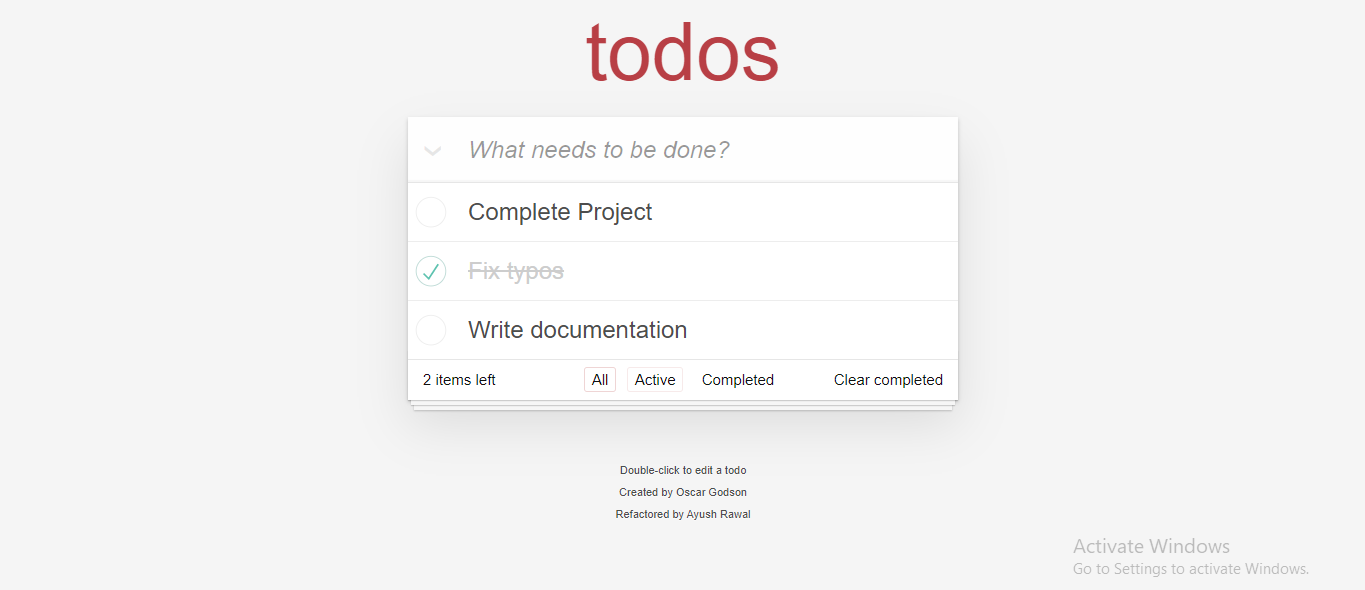 todos
What needs to be done?
Complete Project
Fix typos
Write documentation
2 items left All Active Completed Clear completed
Double-click to edit a todo
Created by Oscar Godson
Refactored by Ayush Rawal
Activate Windows
Go to Settings to activate Windows.